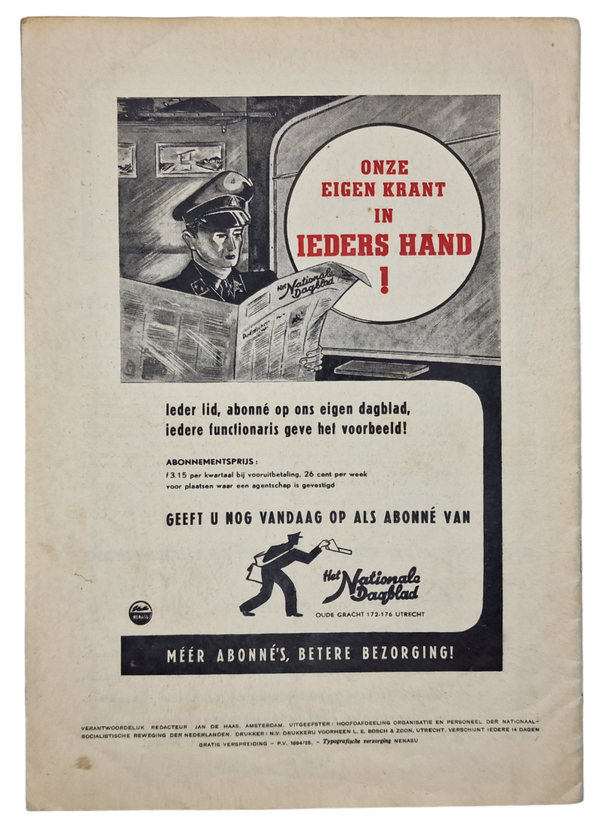 ONZE
EIGEN KRANT
IN
IEDERS HAND
!
Het Nationale
Dagblad
Ieder lid, abonné op ons eigen dagblad,
iedere functionaris geve het voorbeeld!
ABONNEMENTSPRIJS:
f 3.15 per kwartaal bij vooruitbetaling, 26 cent per week
voor plaatsen waar een agentschap is gevestigd
GEEFT U NOG VANDAAG OP ALS ABONNÉ VAN
Het Nationale
Dagblad
OUDE GRACHT 172-176 UTRECHT
NENASU
MÉÉR ABONNÉ'S, BETERE BEZORGING!
VERANTWOORDELIJK REDACTEUR JAN DE HAAS, AMSTERDAM. UITGEEFSTER: HOOFDAFDEELING ORGANISATIE EN PERSONEEL DER NATIONAAL-
SOCIALISTISCHE BEWEGING DER NEDERLANDEN. DRUKKER: N.V. DRUKKERIJ VOORHEEN L. E. BOSCH & ZOON, UTRECHT. VERSCHIJNT IEDERE 14 DAGEN
GRATIS VERSPREIDING – P.V. 1894/25. – Typografische verzorging NENASU